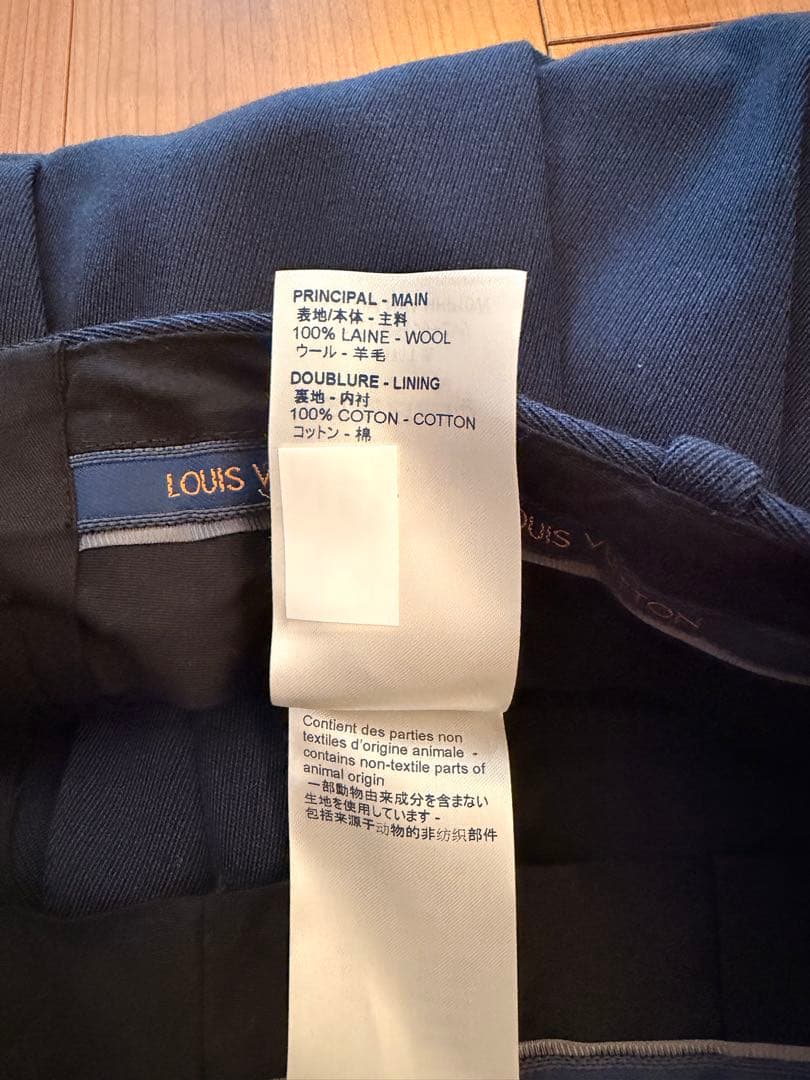 PRINCIPAL - MAIN
表地/本体 - 主料
100% LAINE - WOOL
ウール - 羊毛
DOUBLURE - LINING
裏地 - 内衬
100% COTON - COTTON
コットン - 棉
LOUIS V
OUIS V TTON
Contient des parties non
textiles d'origine animale -
contains non-textile parts of
animal origin
一部動物由来成分を含まない
生地を使用しています -
包括来源于动物的非纺织部件